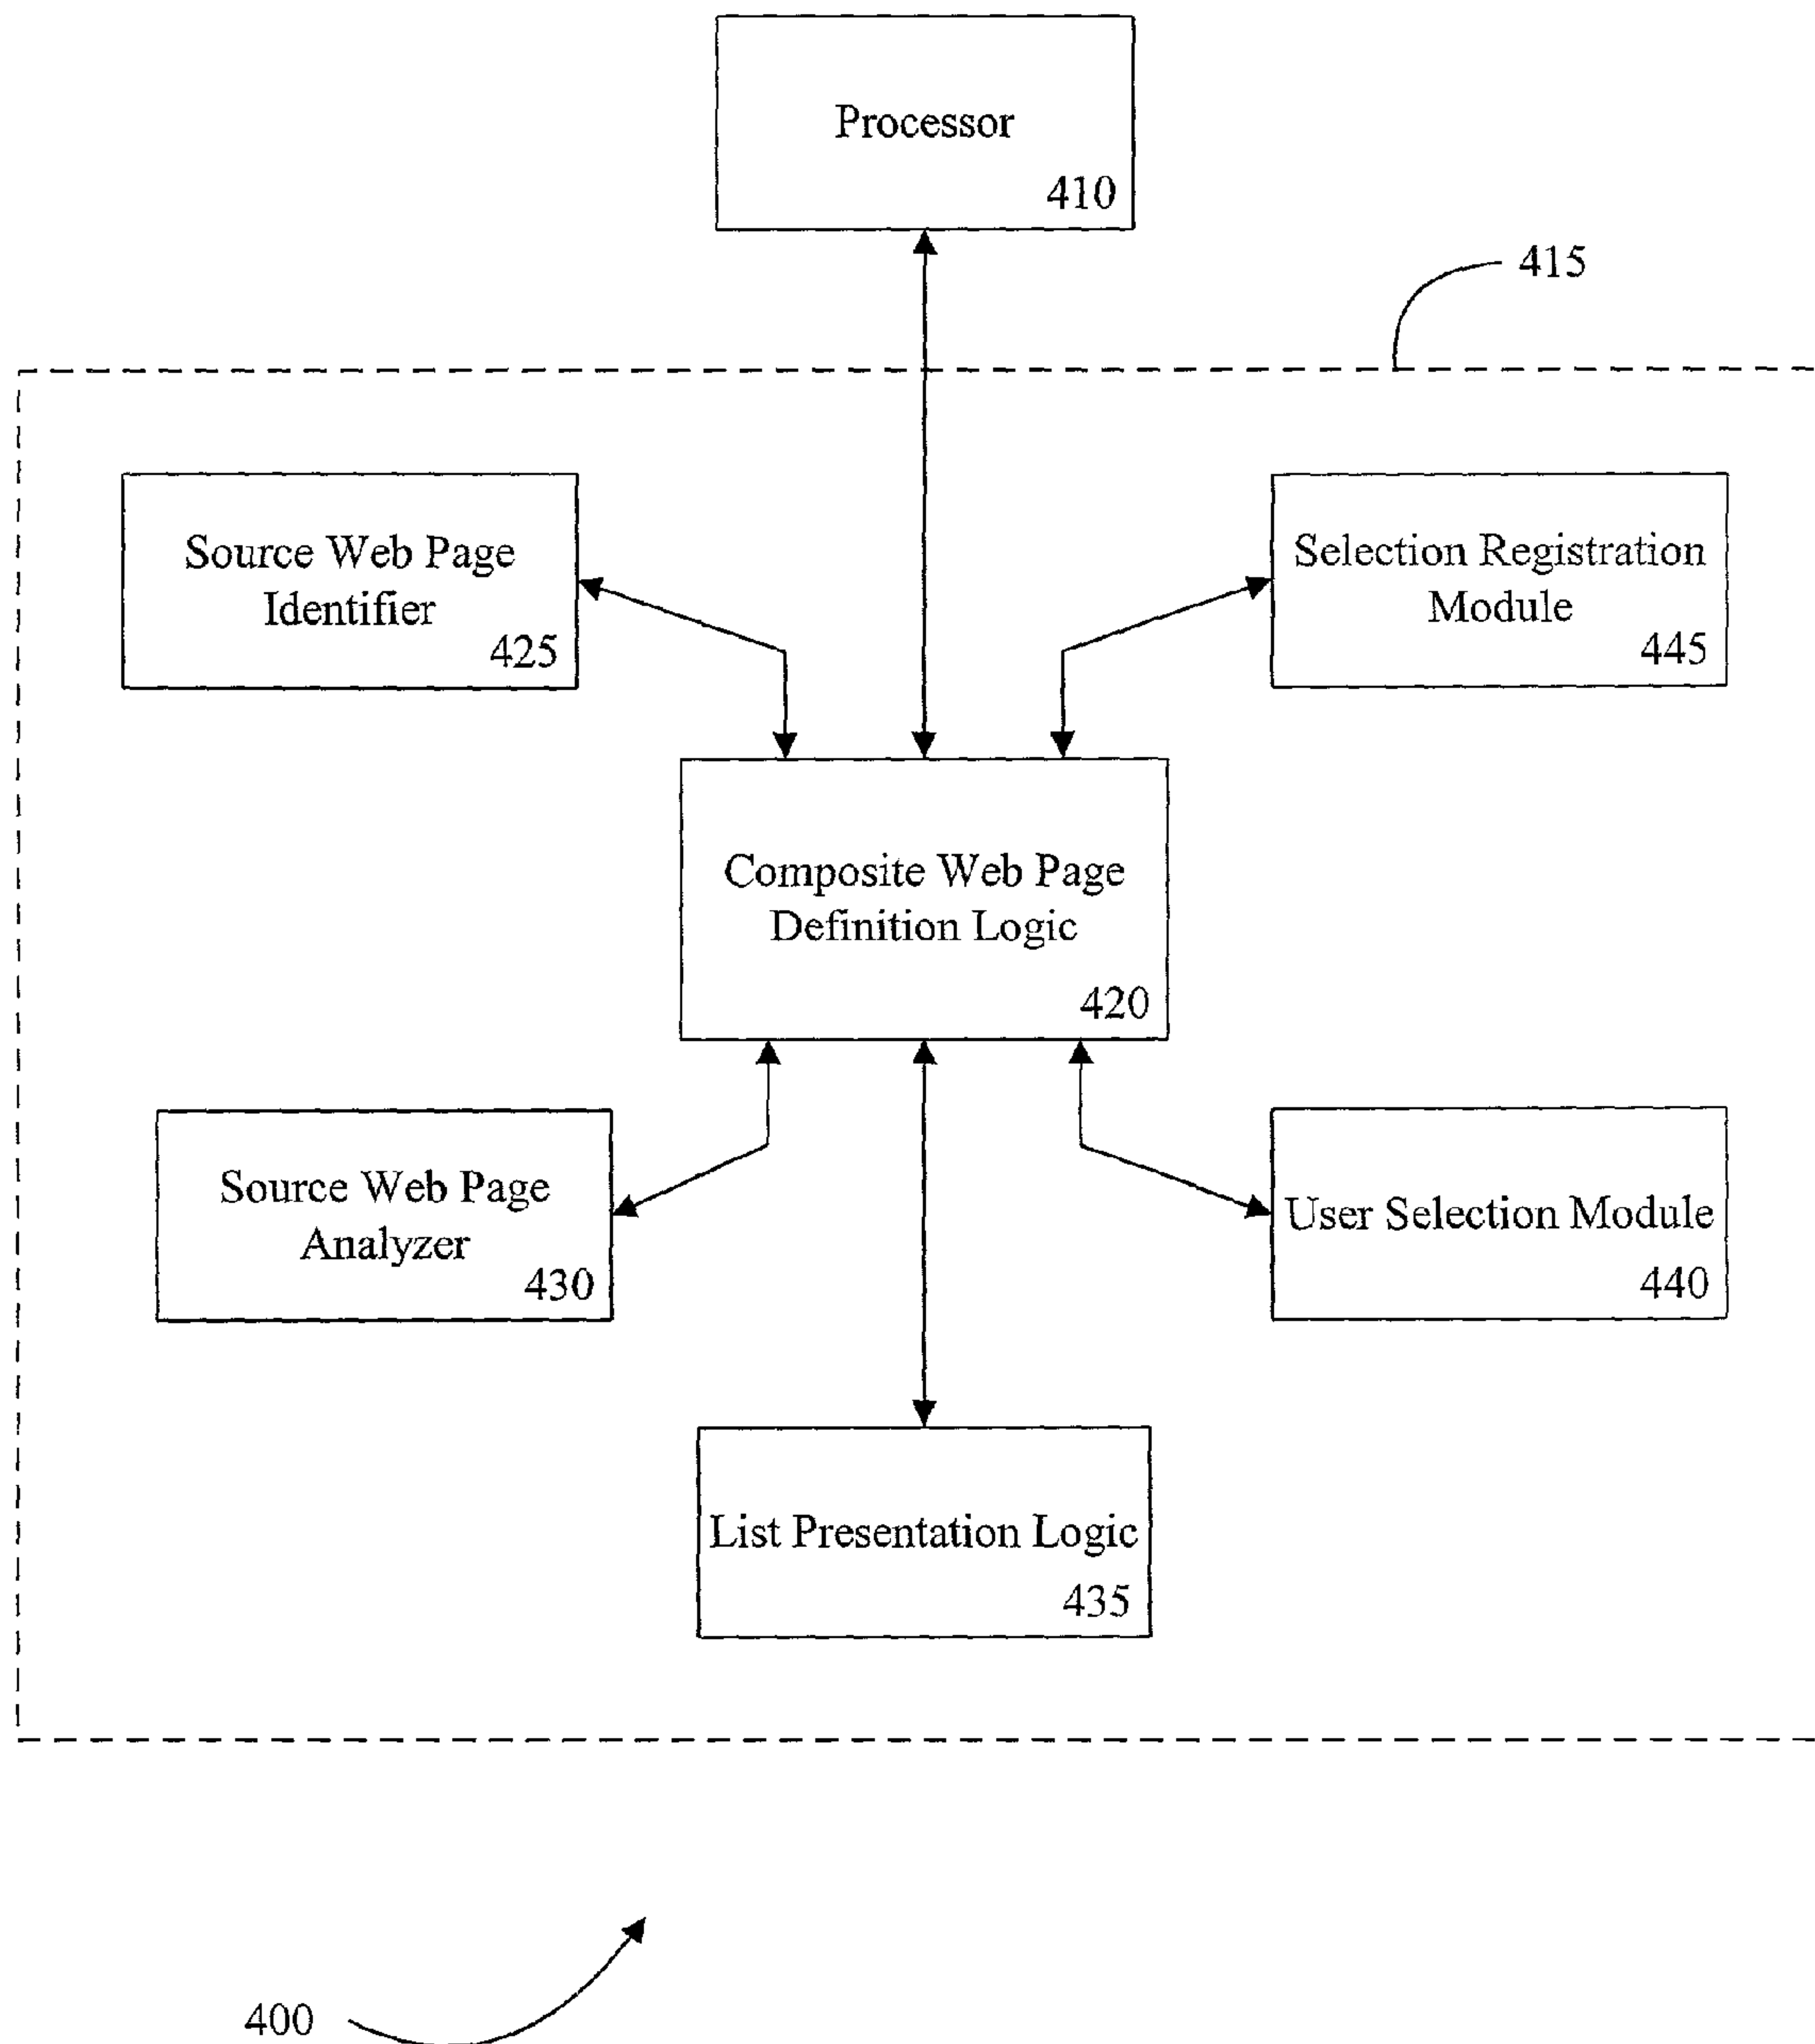 Processor
410
415
Source Web Page
Identifier
425
Selection Registration
Module
445
Composite Web Page
Definition Logic
420
Source Web Page
Analyzer
430
User Selection Module
440
List Presentation Logic
435
400